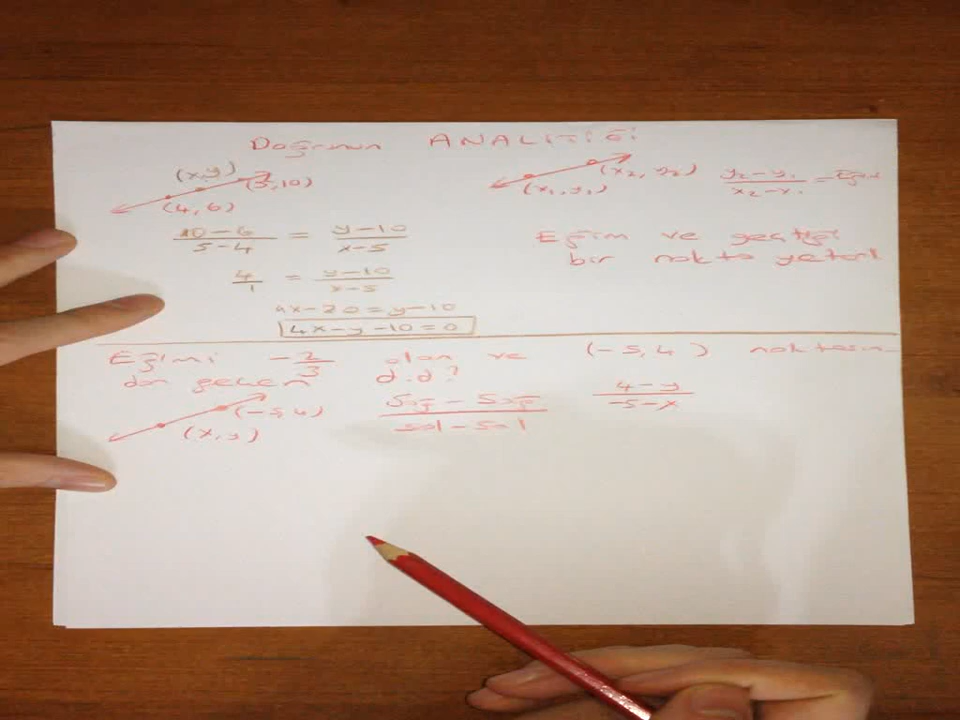 Doğrunun ANALİTİĞİ
(x,y)
(5,10)
(4,6)
10-6/5-4 = y-10/x-5
4/1 = y-10/x-5
4x-20=y-10
4x-y-10=0
(x₂, y₂)
(x₁, y₁)
y₂-y₁/x₂-x₁ = Eğim
Eğim ve geçtiği
bir nokta yeterli
Eğimi -2/3 olan ve (-5,4) noktasın
dan geçen d.d?
(-5,4)
(x,y)
Sağ - Sağ/sol - sol
4-y/-5-x